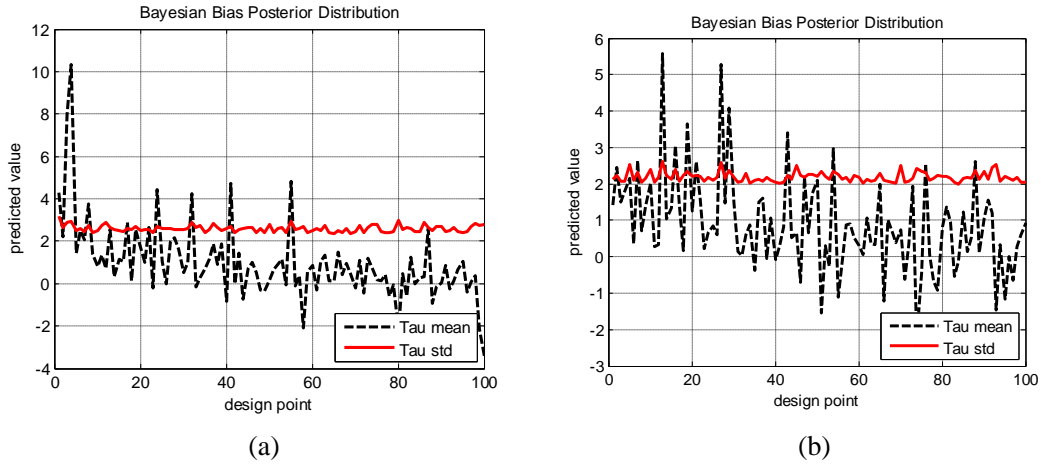 Bayesian Bias Posterior Distribution
12
10
8
6
4
2
0
-2
-4
predicted value
0 20 40 60 80 100
design point
Tau mean
Tau std
(a)
Bayesian Bias Posterior Distribution
6
5
4
3
2
1
0
-1
-2
-3
predicted value
0 20 40 60 80 100
design point
Tau mean
Tau std
(b)